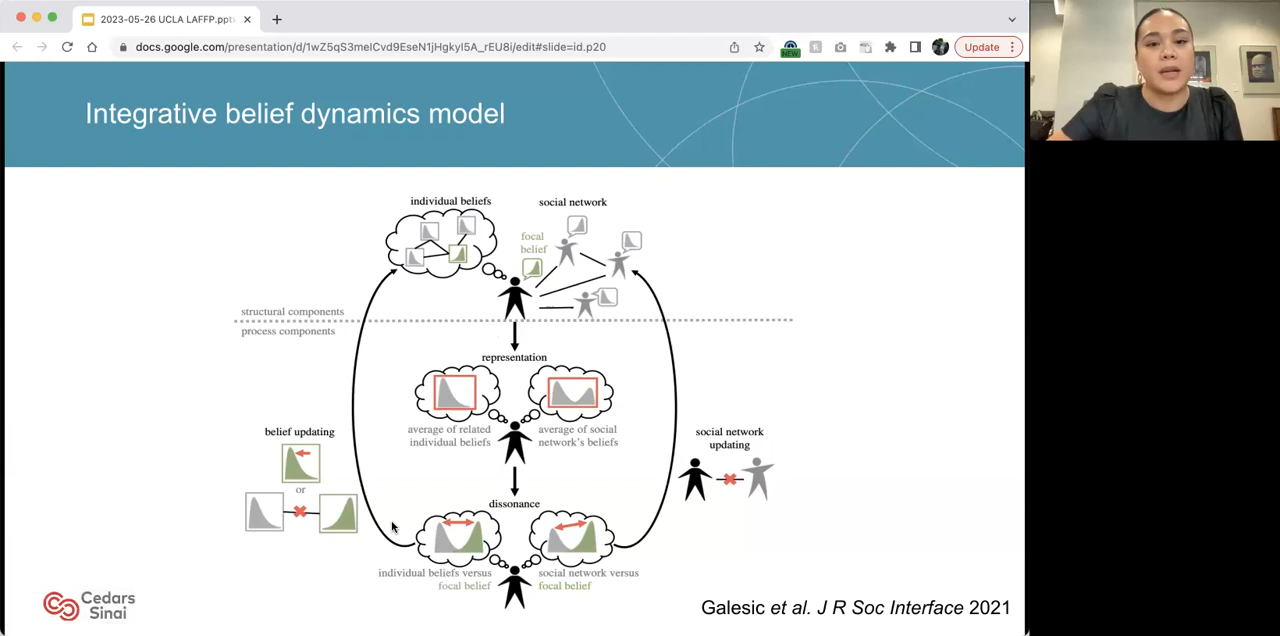 2023-05-26 UCLA LAFFP.ppt
docs.google.com/presentation/d/1wZ5qS3melCvd9EseN1jHgkyI5A_rEU8i/edit#slide=id.p20
NEW
Update
Integrative belief dynamics model
individual beliefs
social network
focal
belief
structural components
process components
representation
average of related
individual beliefs
average of social
network's beliefs
belief updating
or
social network
updating
dissonance
individual beliefs versus
focal belief
social network versus
focal belief
Cedars
Sinai
Galesic et al. J R Soc Interface 2021